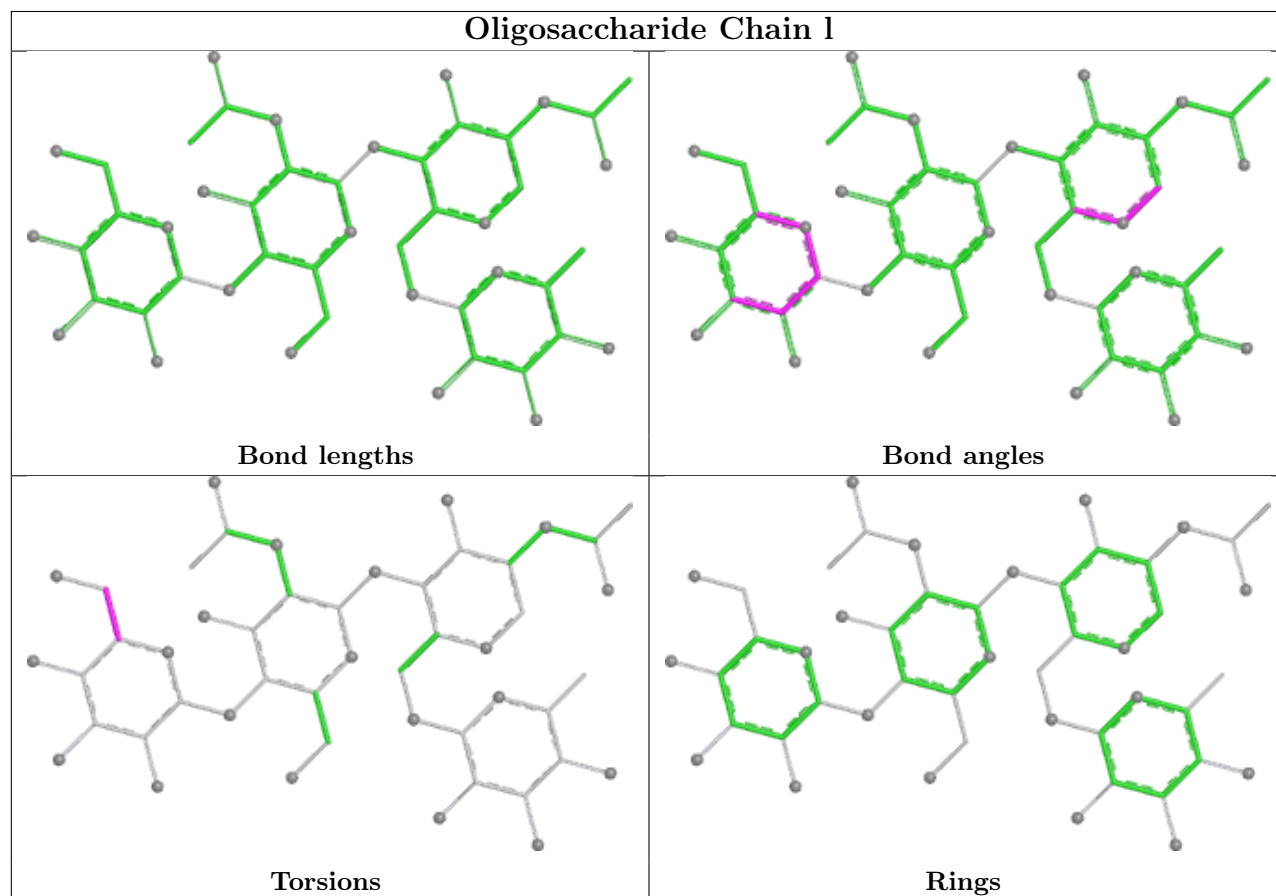 Oligosaccharide Chain l
Bond lengths
Bond angles
Torsions
Rings